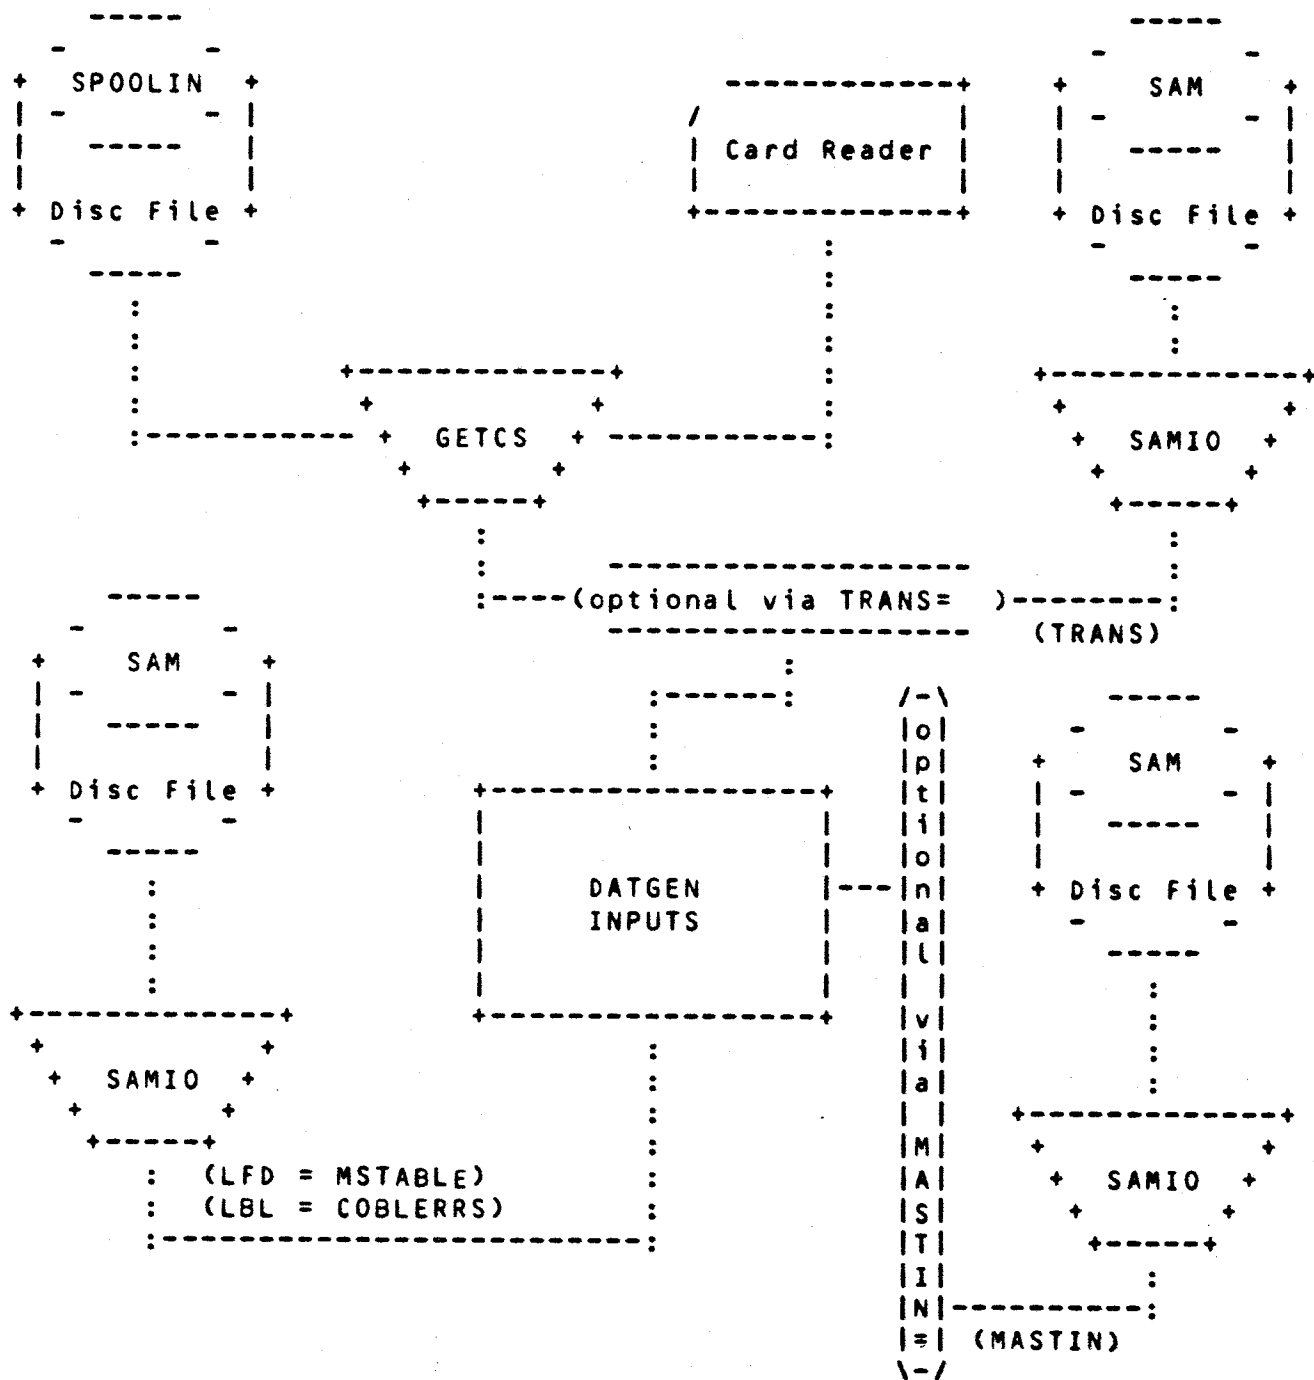 SPOOLIN
Disc File
Card Reader
SAM
Disc File
GETCS
SAMIO
(optional via TRANS= )
(TRANS)
SAM
Disc File
DATGEN
INPUTS
optional via MASTIN=
SAM
Disc File
SAMIO
(LFD = MSTABLE)
(LBL = COBLERRS)
SAMIO
(MASTIN)